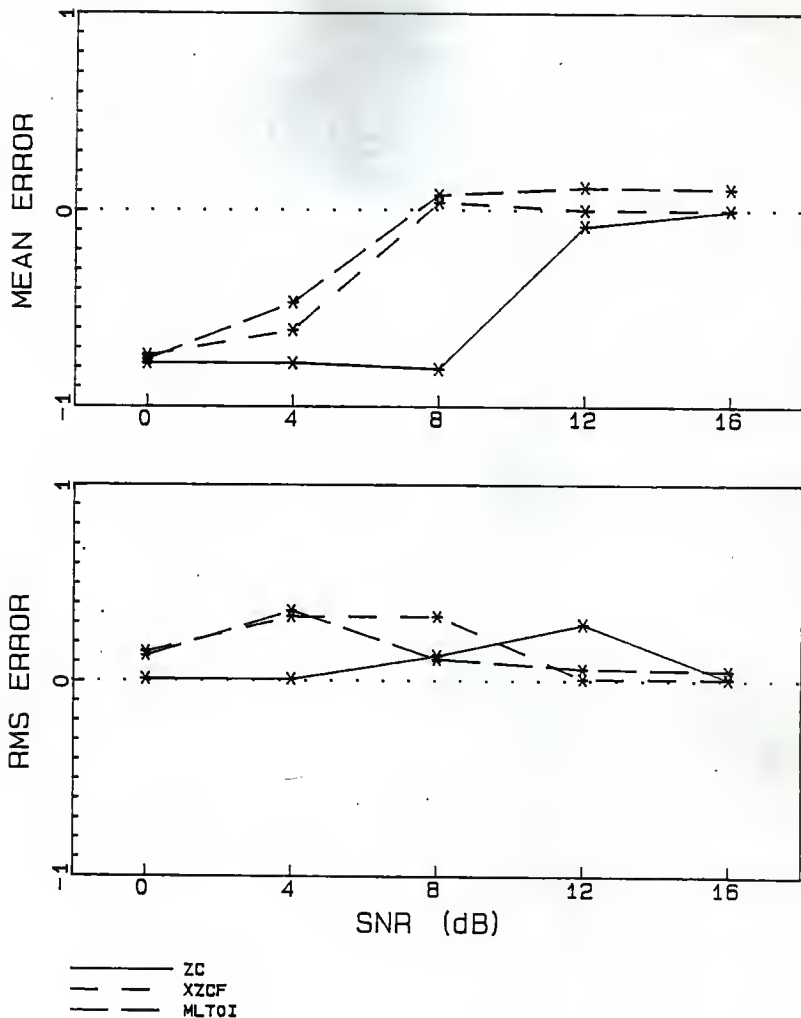 1
MEAN ERROR
0
-1
0 4 8 12 16
1
RMS ERROR
0
-1
0 4 8 12 16
SNR (dB)
ZC
XZCF
MLTOI